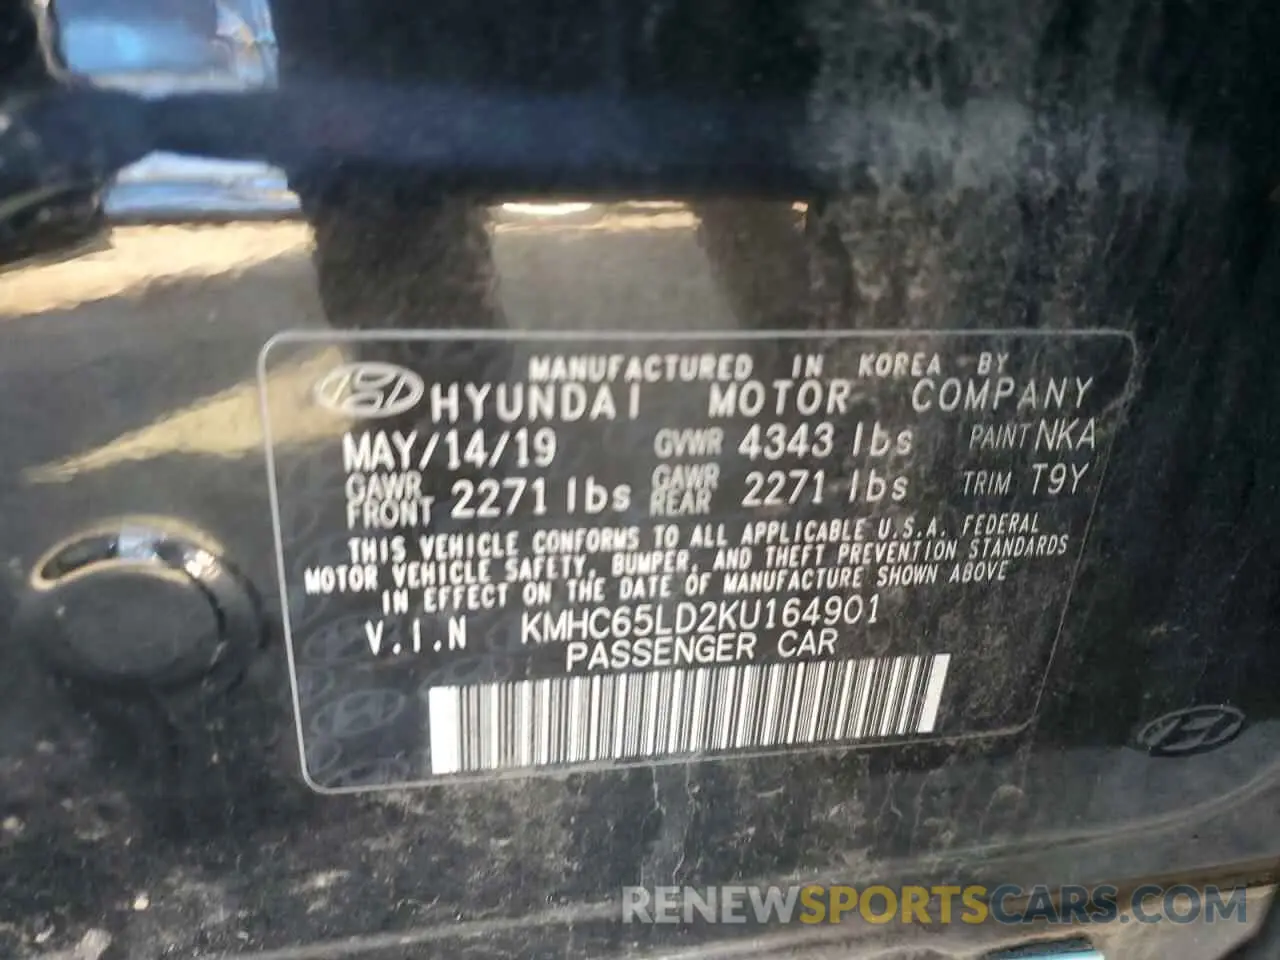 MANUFACTURED IN KOREA BY
HYUNDAI MOTOR COMPANY
MAY/14/19 GVWR 4343 lbs PAINT NKA
GAWR FRONT 2271 lbs GAWR REAR 2271 lbs TRIM T9Y
THIS VEHICLE CONFORMS TO ALL APPLICABLE U.S.A. FEDERAL
MOTOR VEHICLE SAFETY, BUMPER, AND THEFT PREVENTION STANDARDS
IN EFFECT ON THE DATE OF MANUFACTURE SHOWN ABOVE
V.I.N KMHC65LD2KU164901
PASSENGER CAR
RENEWSPORTSCARS.COM